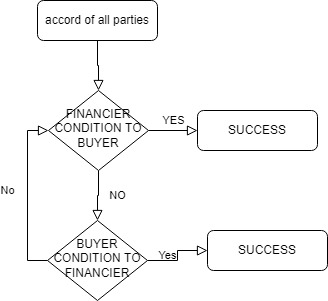 accord of all parties
FINANCIER
CONDITION TO
BUYER
YES
SUCCESS
NO
No
BUYER
CONDITION TO
FINANCIER
Yes
SUCCESS